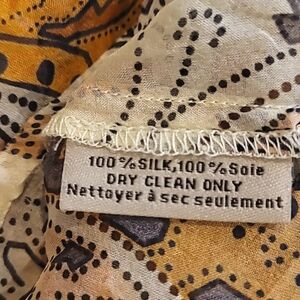 100%SILK,100%Soie
DRY CLEAN ONLY
Nettoyer à sec seulement